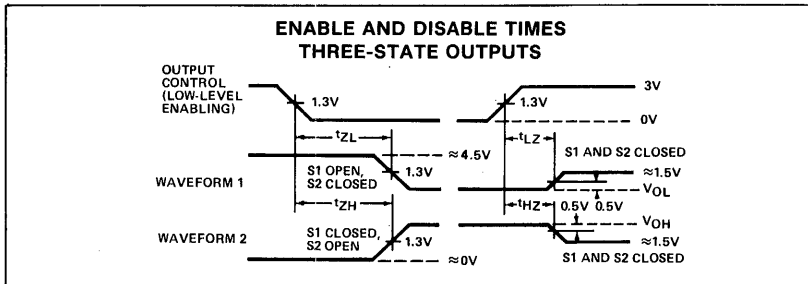 ENABLE AND DISABLE TIMES
THREE-STATE OUTPUTS
OUTPUT
CONTROL
(LOW-LEVEL
ENABLING)
1.3V
1.3V
3V
0V
tZL
tLZ
S1 AND S2 CLOSED
WAVEFORM 1
S1 OPEN,
S2 CLOSED
≈4.5V
1.3V
≈1.5V
VOL
tZH
tHZ
0.5V 0.5V
WAVEFORM 2
S1 CLOSED,
S2 OPEN
1.3V
≈0V
VOH
≈1.5V
S1 AND S2 CLOSED